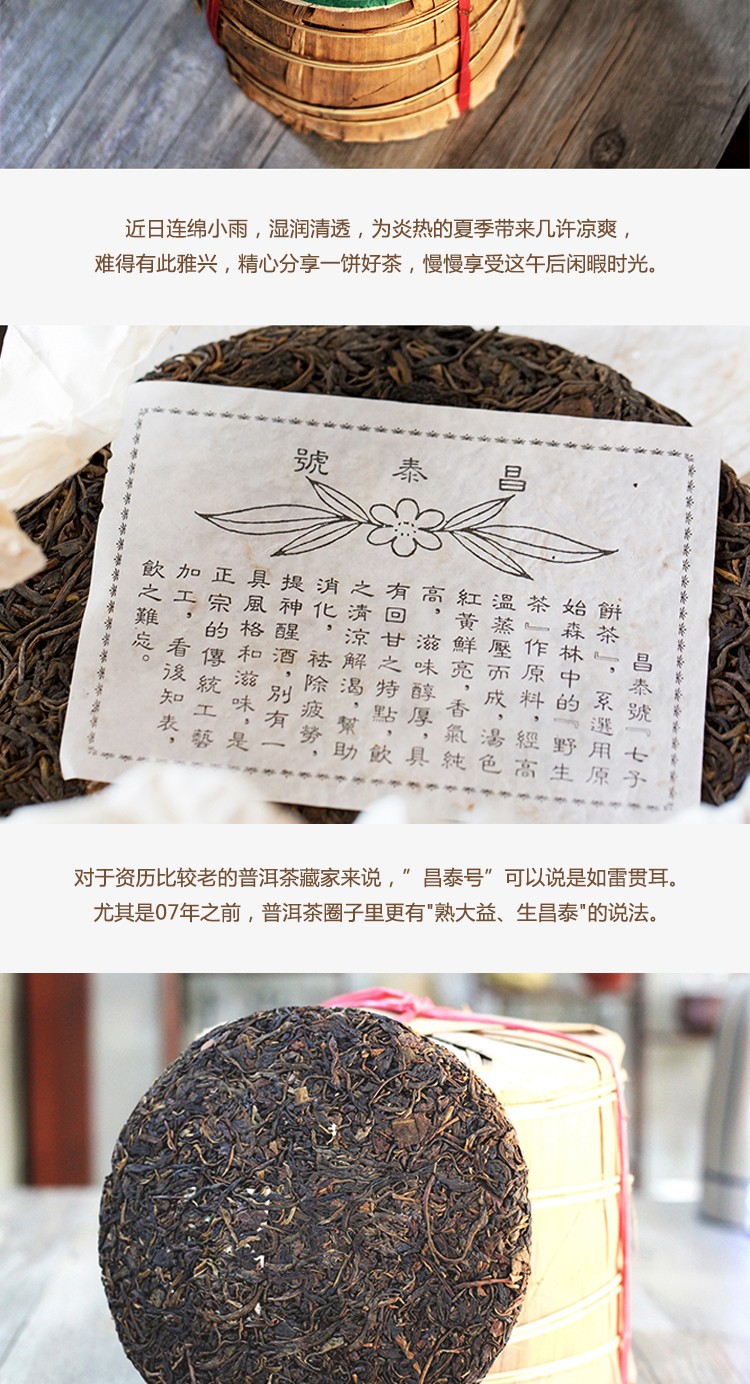 近日连绵小雨，湿润清透，为炎热的夏季带来几许凉爽，
难得有此雅兴，精心分享一饼好茶，慢慢享受这午后闲暇时光。
昌泰號
昌泰號『七子
餅茶』，系選用原
始森林中的『野生
茶』作原料，經高
溫蒸壓而成，湯色
紅黃鮮亮，香氣純
高，滋味醇厚，具
有回甘之特點，飲
之清涼解渴，幫助
消化，祛除疲勞，
提神醒酒，別有一
具風格和滋味，是
正宗的傳統工藝
加工，看後知表，
飲之難忘。
对于资历比较老的普洱茶藏家来说，”昌泰号”可以说是如雷贯耳。
尤其是07年之前，普洱茶圈子里更有"熟大益、生昌泰"的说法。